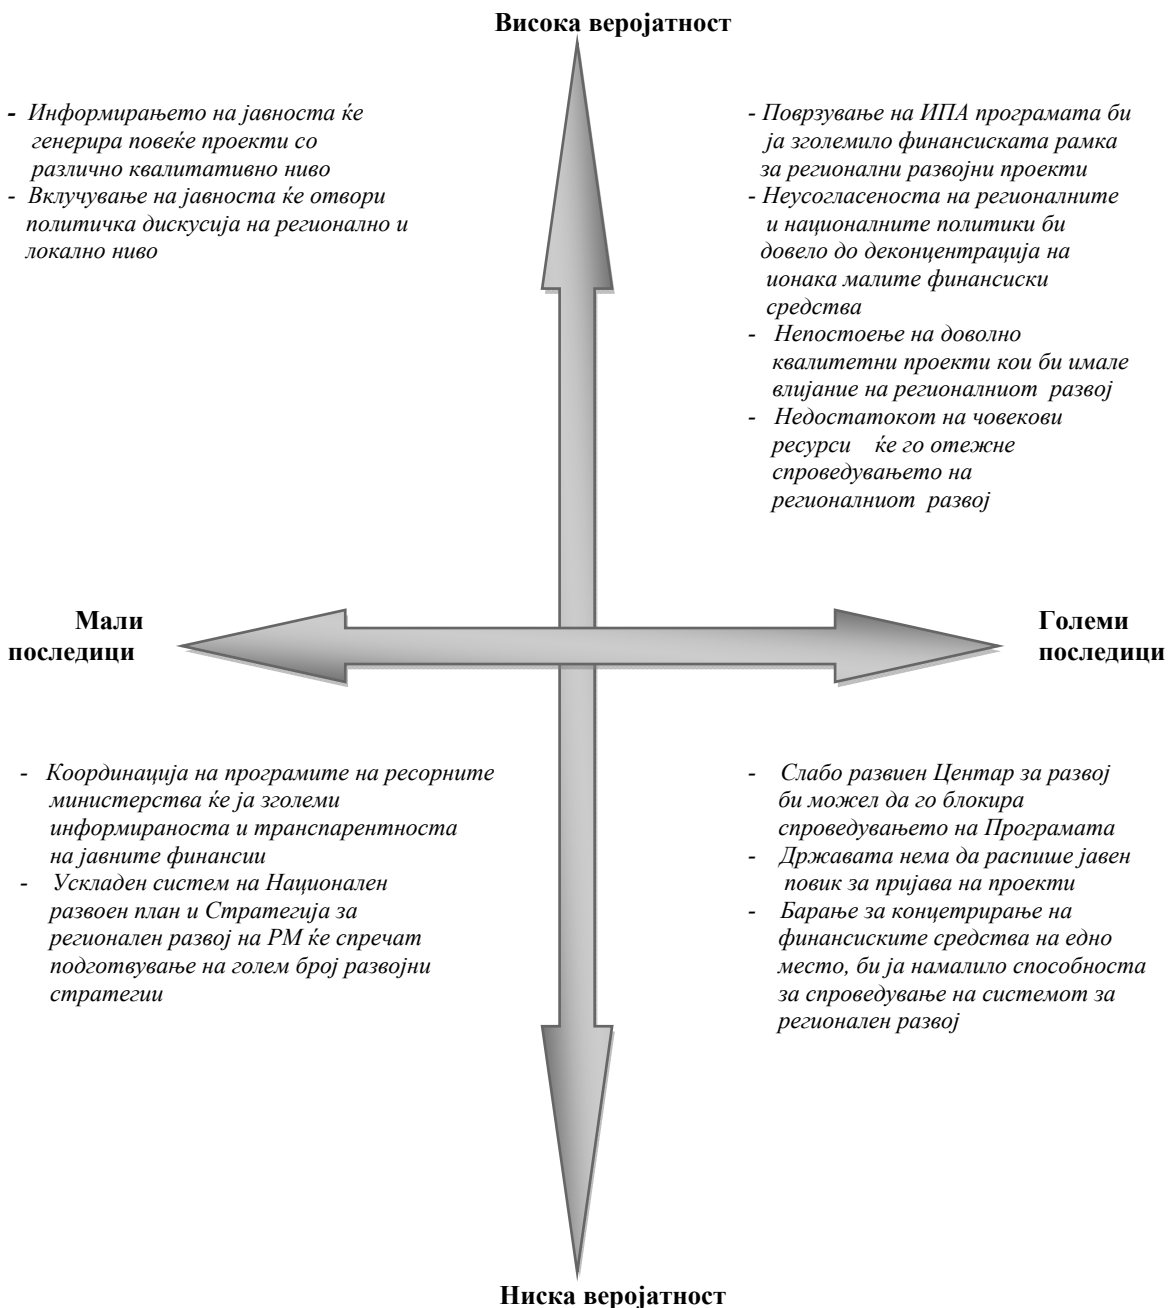 Висока веројатност
- Информирањето на јавноста ќе
генерира повеќе проекти со
различно квалитативно ниво
- Вклучување на јавноста ќе отвори
политичка дискусија на регионално и
локално ниво
- Поврзување на ИПА програмата би
ја зголемило финансиската рамка
за регионални развојни проекти
- Неусогласеноста на регионалните
и националните политики би
довело до деконцентрација на
ионака малите финансиски
средства
- Непостоење на доволно
квалитетни проекти кои би имале
влијание на регионалниот развој
- Недостатокот на човекови
ресурси ќе го отежне
спроведувањето на
регионалниот развој
Мали
последици
Големи
последици
- Координација на програмите на ресорните
министерства ќе ја зголеми
информираноста и транспарентноста
на јавните финансии
- Ускладен систем на Национален
развоен план и Стратегија за
регионален развој на РМ ќе спречат
подготвување на голем број развојни
стратегии
- Слабо развиен Центар за развој
би можел да го блокира
спроведувањето на Програмата
- Државата нема да распише јавен
повик за пријава на проекти
- Барање за концетрирање на
финансиските средства на едно
место, би ја намалило способноста
за спроведување на системот за
регионален развој
Ниска веројатност